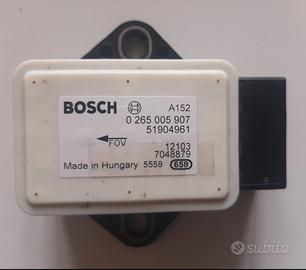 BOSCH A152
0 265 005 907
51904961
FOV
12103
7048879
Made in Hungary 5559 658
subito